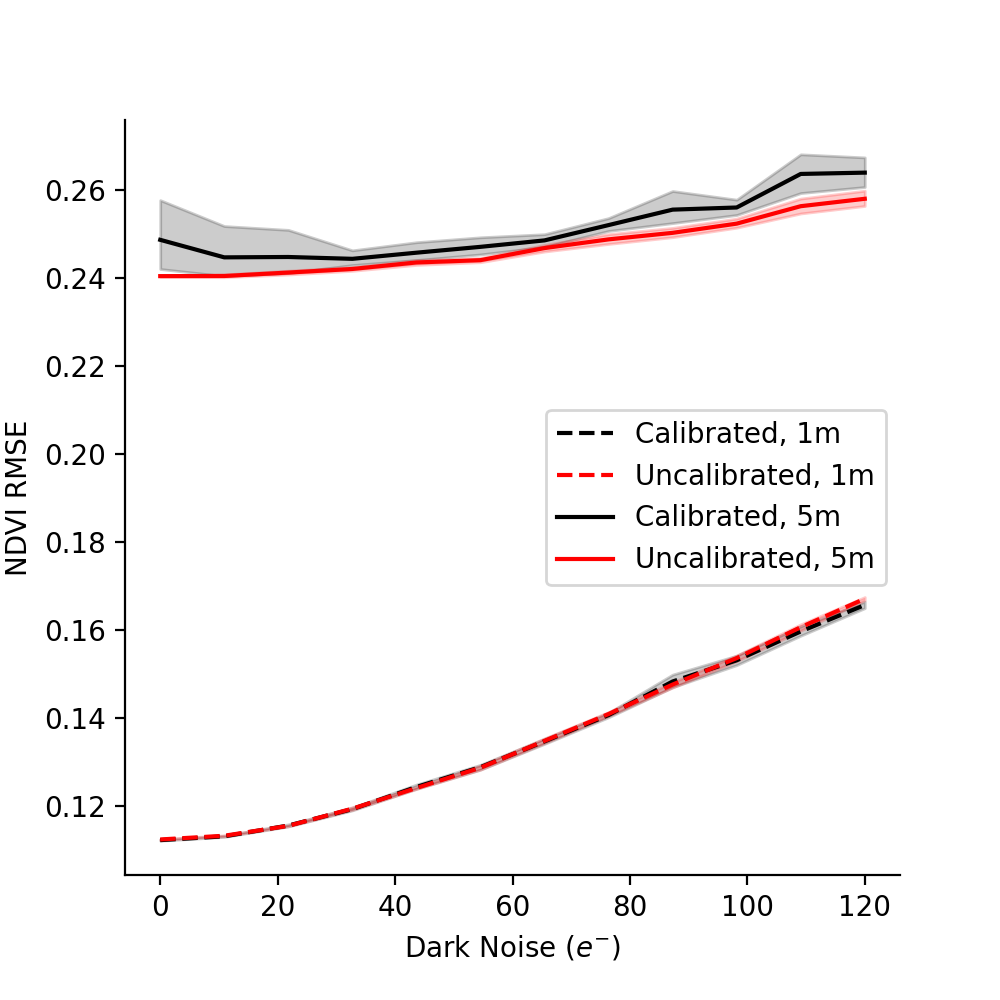 0.26
0.24
0.22
0.20
0.18
0.16
0.14
0.12
NDVI RMSE
Calibrated, 1m
Uncalibrated, 1m
Calibrated, 5m
Uncalibrated, 5m
0 20 40 60 80 100 120
Dark Noise (e⁻)